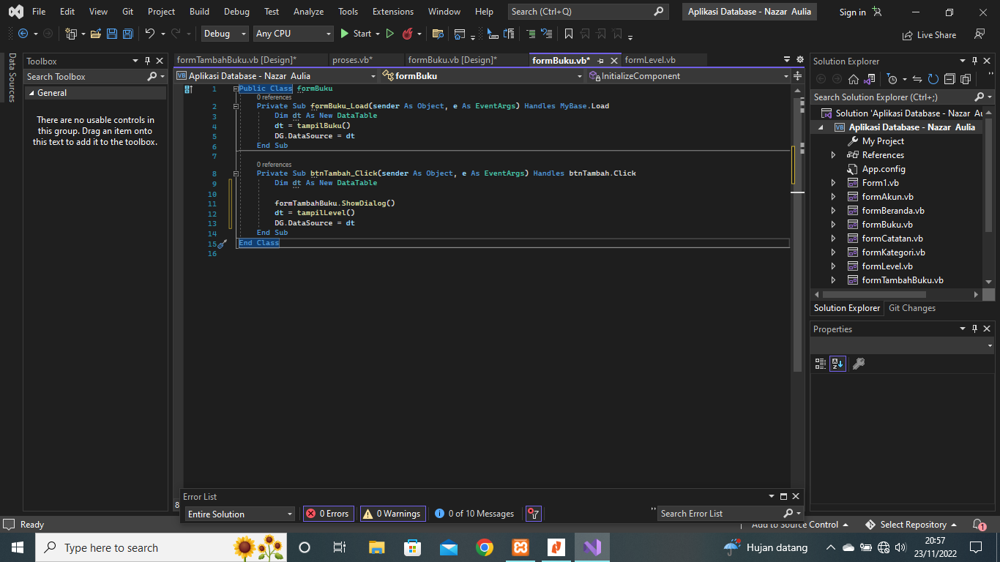 File Edit View Git Project Build Debug Test Analyze Tools Extensions Window Help Search (Ctrl+Q) Aplikasi Database - Nazar Aulia Sign in
Debug Any CPU Start Live Share
Data Sources
Toolbox
Search Toolbox
General
There are no usable controls in
this group. Drag an item onto
this text to add it to the toolbox.
formTambahBuku.vb [Design]* proses.vb* formBuku.vb [Design]* formBuku.vb* formLevel.vb
VB Aplikasi Database - Nazar Aulia formBuku InitializeComponent
1 Public Class formBuku
0 references
2 Private Sub formBuku_Load(sender As Object, e As EventArgs) Handles MyBase.Load
3 Dim dt As New DataTable
4 dt = tampilBuku()
5 DG.DataSource = dt
6 End Sub
7
0 references
8 Private Sub btnTambah_Click(sender As Object, e As EventArgs) Handles btnTambah.Click
9 Dim dt As New DataTable
10
11 formTambahBuku.ShowDialog()
12 dt = tampilLevel()
13 DG.DataSource = dt
14 End Sub
15 End Class
16
8
Error List
Entire Solution 0 Errors 0 Warnings 0 of 10 Messages Search Error List
Solution Explorer
Search Solution Explorer (Ctrl+;)
Solution 'Aplikasi Database - Nazar Au
VB Aplikasi Database - Nazar Aulia
My Project
References
App.config
Form1.vb
formAkun.vb
formBeranda.vb
formBuku.vb
formCatatan.vb
formKategori.vb
formLevel.vb
formTambahBuku.vb
Solution Explorer Git Changes
Properties
Ready Add to Source Control Select Repository 1
Type here to search Hujan datang 20:57
23/11/2022